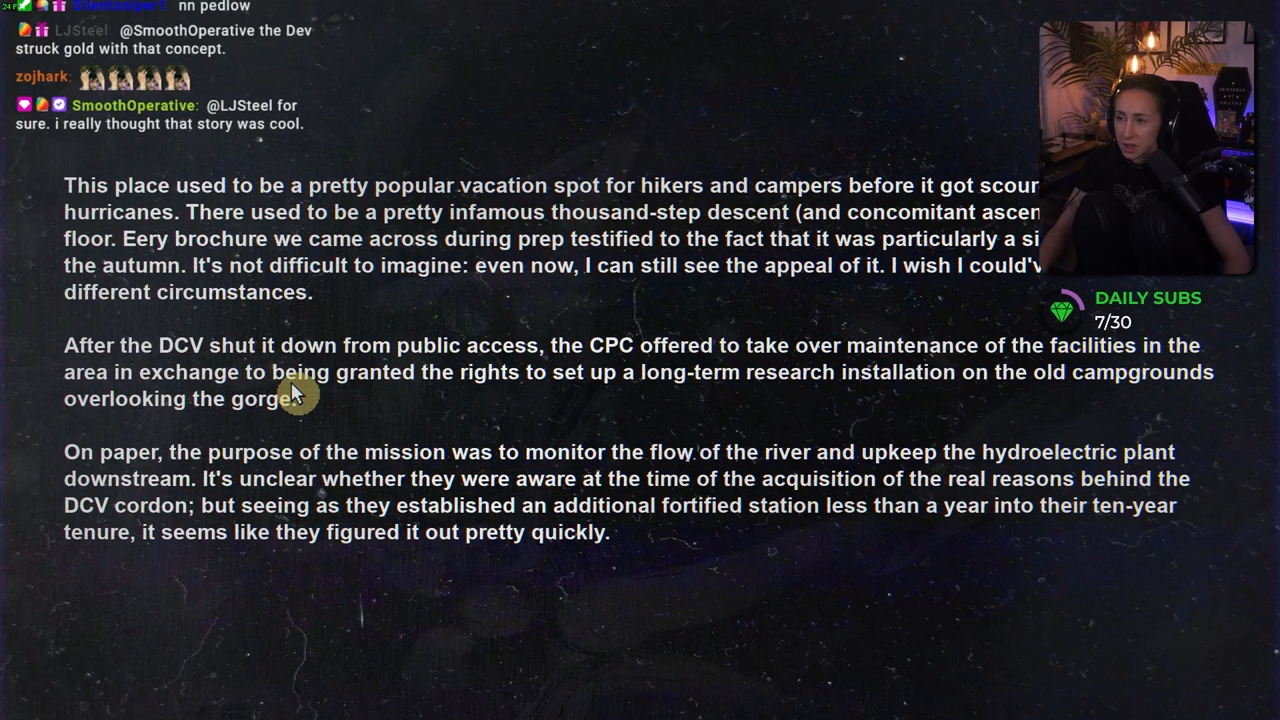 nn pedlow
LJSteel: @SmoothOperative the Dev
struck gold with that concept.
zojhark:
SmoothOperative: @LJSteel for
sure. i really thought that story was cool.
This place used to be a pretty popular vacation spot for hikers and campers before it got
hurricanes. There used to be a pretty infamous thousand-step descent (and concomitant
floor. Eery brochure we came across during prep testified to the fact that it was particularly a
the autumn. It's not difficult to imagine: even now, I can still see the appeal of it. I wish I
different circumstances.
DAILY SUBS
7/30
After the DCV shut it down from public access, the CPC offered to take over maintenance of the facilities in the
area in exchange to being granted the rights to set up a long-term research installation on the old campgrounds
overlooking the gorge
On paper, the purpose of the mission was to monitor the flow of the river and upkeep the hydroelectric plant
downstream. It's unclear whether they were aware at the time of the acquisition of the real reasons behind the
DCV cordon; but seeing as they established an additional fortified station less than a year into their ten-year
tenure, it seems like they figured it out pretty quickly.